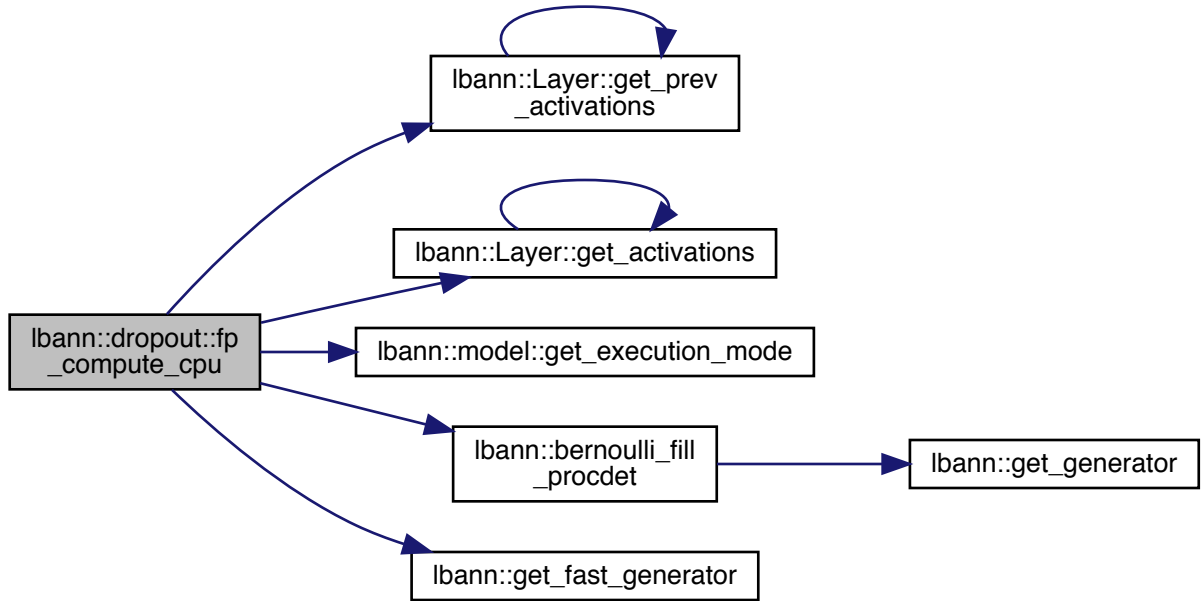 lbann::Layer::get_prev
_activations
lbann::Layer::get_activations
lbann::dropout::fp
_compute_cpu
lbann::model::get_execution_mode
lbann::bernoulli_fill
_procdet
lbann::get_generator
lbann::get_fast_generator